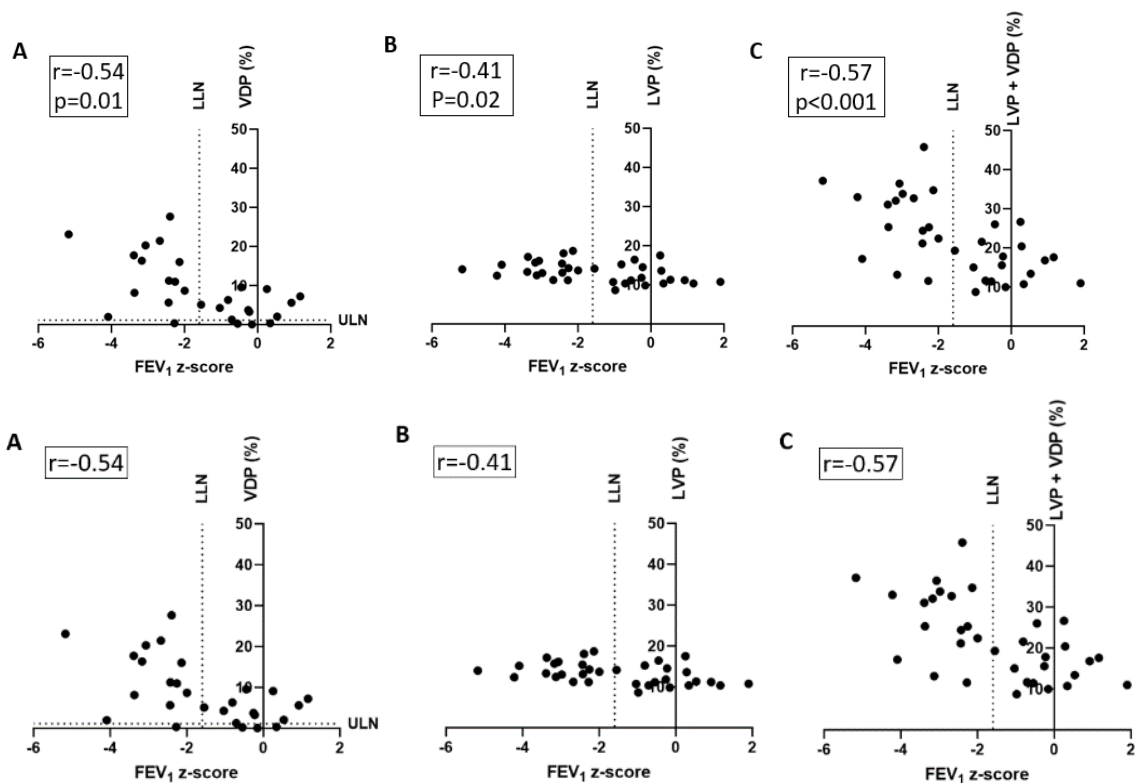 A
r=-0.54
p=0.01
LLN
VDP (%)
50
40
30
20
10
0
ULN
-6
-4
-2
0
2
FEV1 z-score
B
r=-0.41
P=0.02
LLN
LVP (%)
50
40
30
20
10
-6
-4
-2
0
2
FEV1 z-score
C
r=-0.57
p<0.001
LLN
LVP + VDP (%)
50
40
30
20
10
-6
-4
-2
0
2
FEV1 z-score
A
r=-0.54
LLN
VDP (%)
50
40
30
20
10
0
ULN
-6
-4
-2
0
2
FEV1 z-score
B
r=-0.41
LLN
LVP (%)
50
40
30
20
10
-6
-4
-2
0
2
FEV1 z-score
C
r=-0.57
LLN
LVP + VDP (%)
50
40
30
20
10
-6
-4
-2
0
2
FEV1 z-score